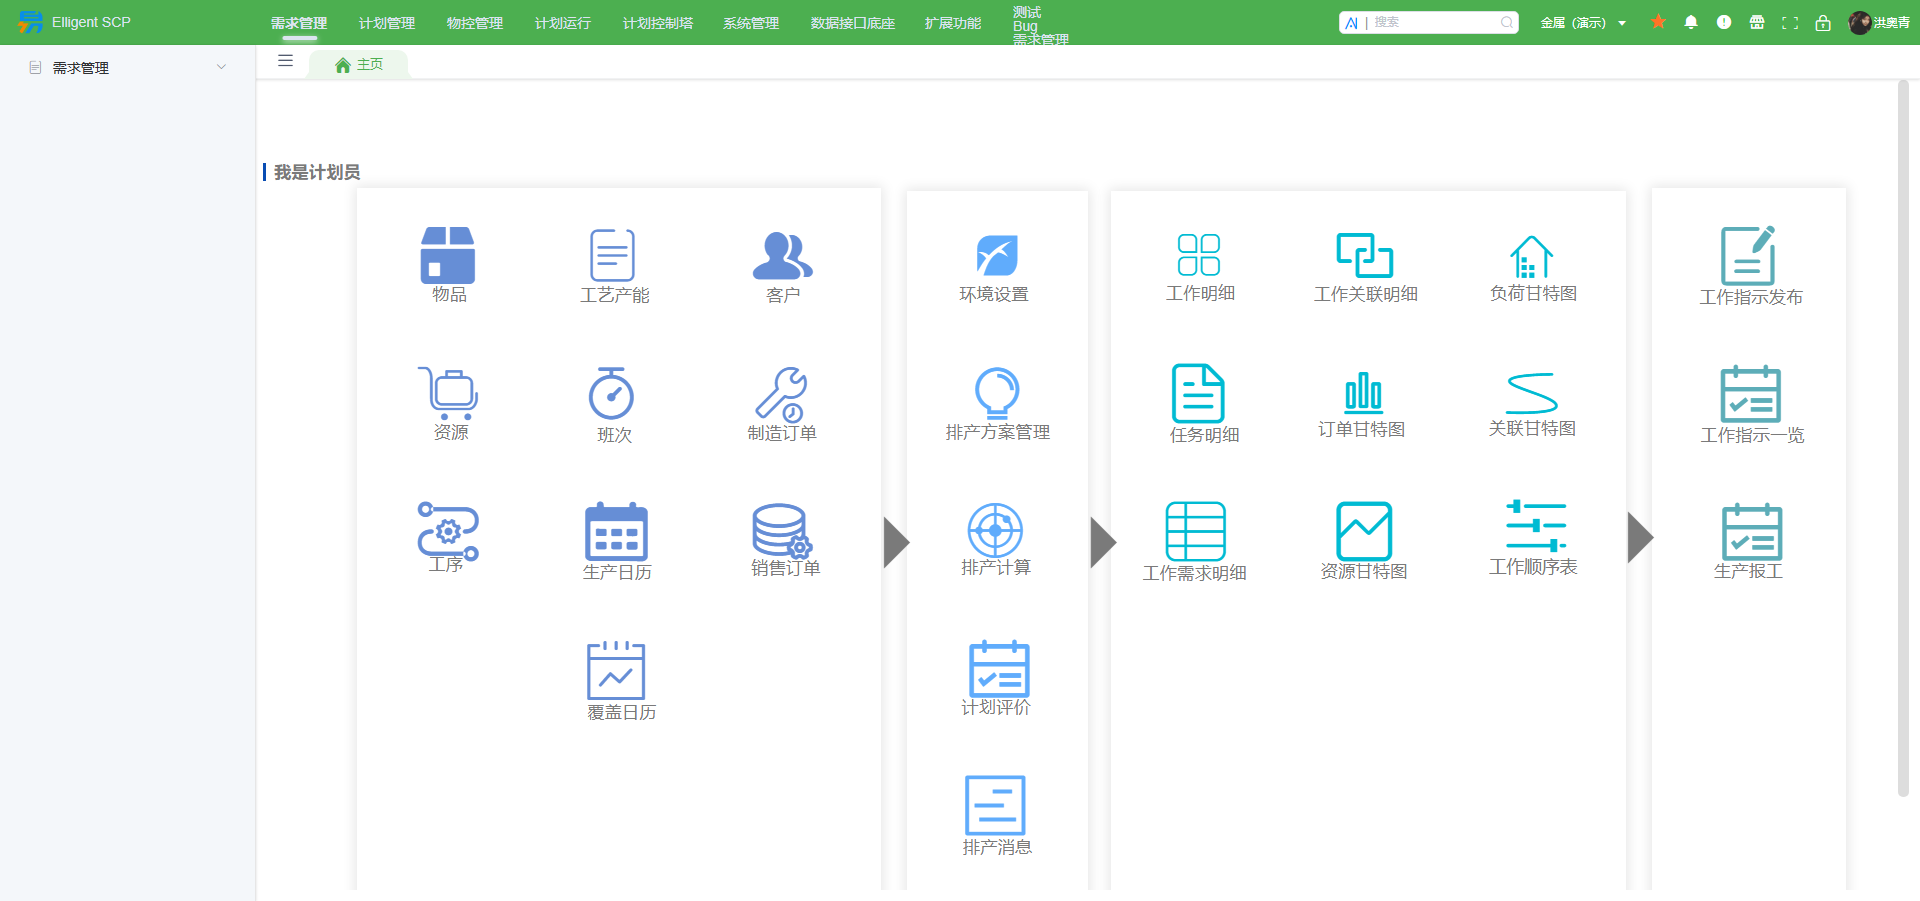 Elligent SCP
需求管理
计划管理
物控管理
计划运行
计划控制塔
系统管理
数据接口底座
扩展功能
测试
Bug
需求管理
AI | 搜索
金属（演示）
洪奥青
需求管理
主页
我是计划员
物品
工艺产能
客户
环境设置
工作明细
工作关联明细
负荷甘特图
工作指示发布
资源
班次
制造订单
排产方案管理
任务明细
订单甘特图
关联甘特图
工作指示一览
工序
生产日历
销售订单
排产计算
工作需求明细
资源甘特图
工作顺序表
生产报工
覆盖日历
计划评价
排产消息